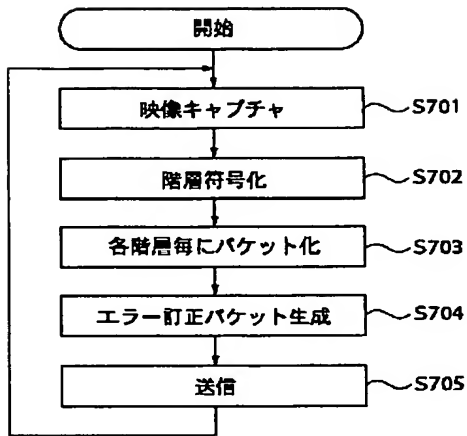 開始
映像キャプチャ S701
階層符号化 S702
各階層毎にパケット化 S703
エラー訂正パケット生成 S704
送信 S705